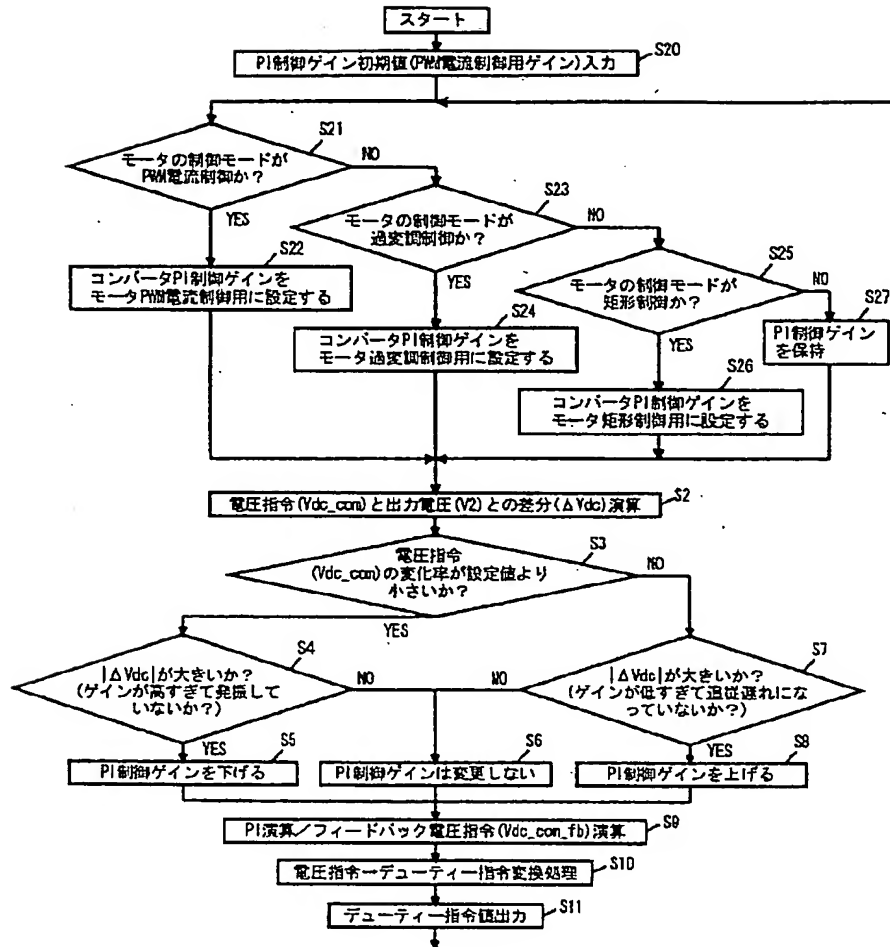 スタート
PI制御ゲイン初期値(PWM電流制御用ゲイン)入力
S20
モータの制御モードが
PWM電流制御か？
S21
NO
YES
S22
コンバータPI制御ゲインを
モータPWM電流制御用に設定する
モータの制御モードが
過変調制御か？
S23
NO
YES
S24
コンバータPI制御ゲインを
モータ過変調制御用に設定する
モータの制御モードが
矩形制御か？
S25
NO
YES
S26
コンバータPI制御ゲインを
モータ矩形制御用に設定する
S27
PI制御ゲイン
を保持
電圧指令(Vdc_com)と出力電圧(V2)との差分(ΔVdc)演算
S2
電圧指令
(Vdc_com)の変化率が設定値より
小さいか？
S3
NO
YES
|ΔVdc|が大きいか？
(ゲインが高すぎて発振して
いないか？)
S4
NO
YES
|ΔVdc|が大きいか？
(ゲインが低すぎて追従遅れにな
っていないか？)
S7
NO
YES
S5
PI制御ゲインを下げる
S6
PI制御ゲインは変更しない
S8
PI制御ゲインを上げる
PI演算／フィードバック電圧指令(Vdc_com_fb)演算
S9
電圧指令→デューティー指令変換処理
S10
デューティー指令値出力
S11